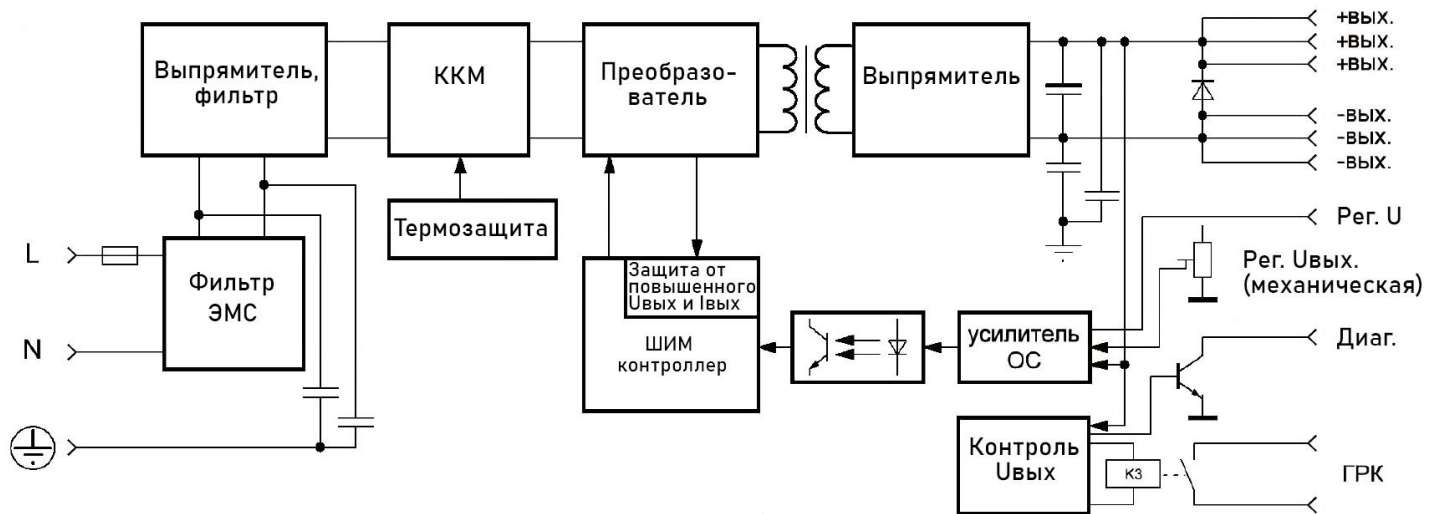 Выпрямитель,
фильтр
ККМ
Преобразо-
ватель
Выпрямитель
+вых.
+вых.
+вых.
-вых.
-вых.
-вых.
Термозащита
Рег. U
L
Фильтр
ЭМС
Защита от
повышенного
Uвых и Iвых
ШИМ
контроллер
усилитель
ОС
Рег. Uвых.
(механическая)
N
Диаг.
Контроль
Uвых
К3
ГРК